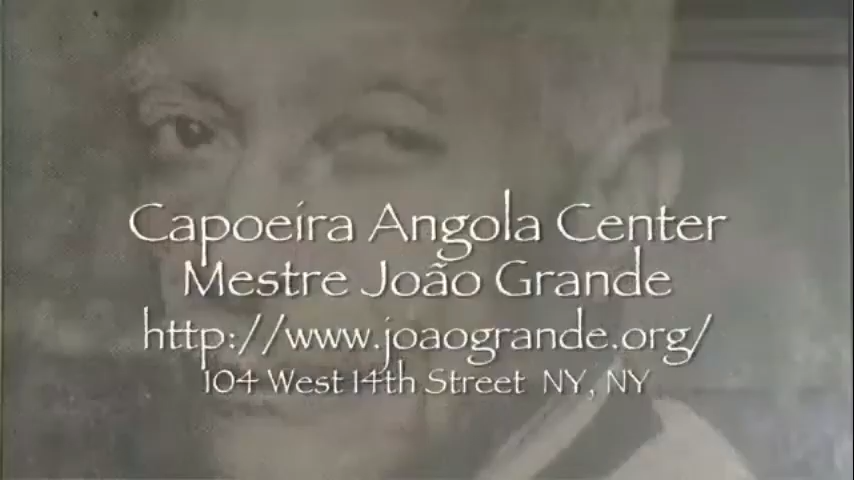 Capoeira Angola Center
Mestre João Grande
http://www.joaogrande.org/
104 West 14th Street NY, NY